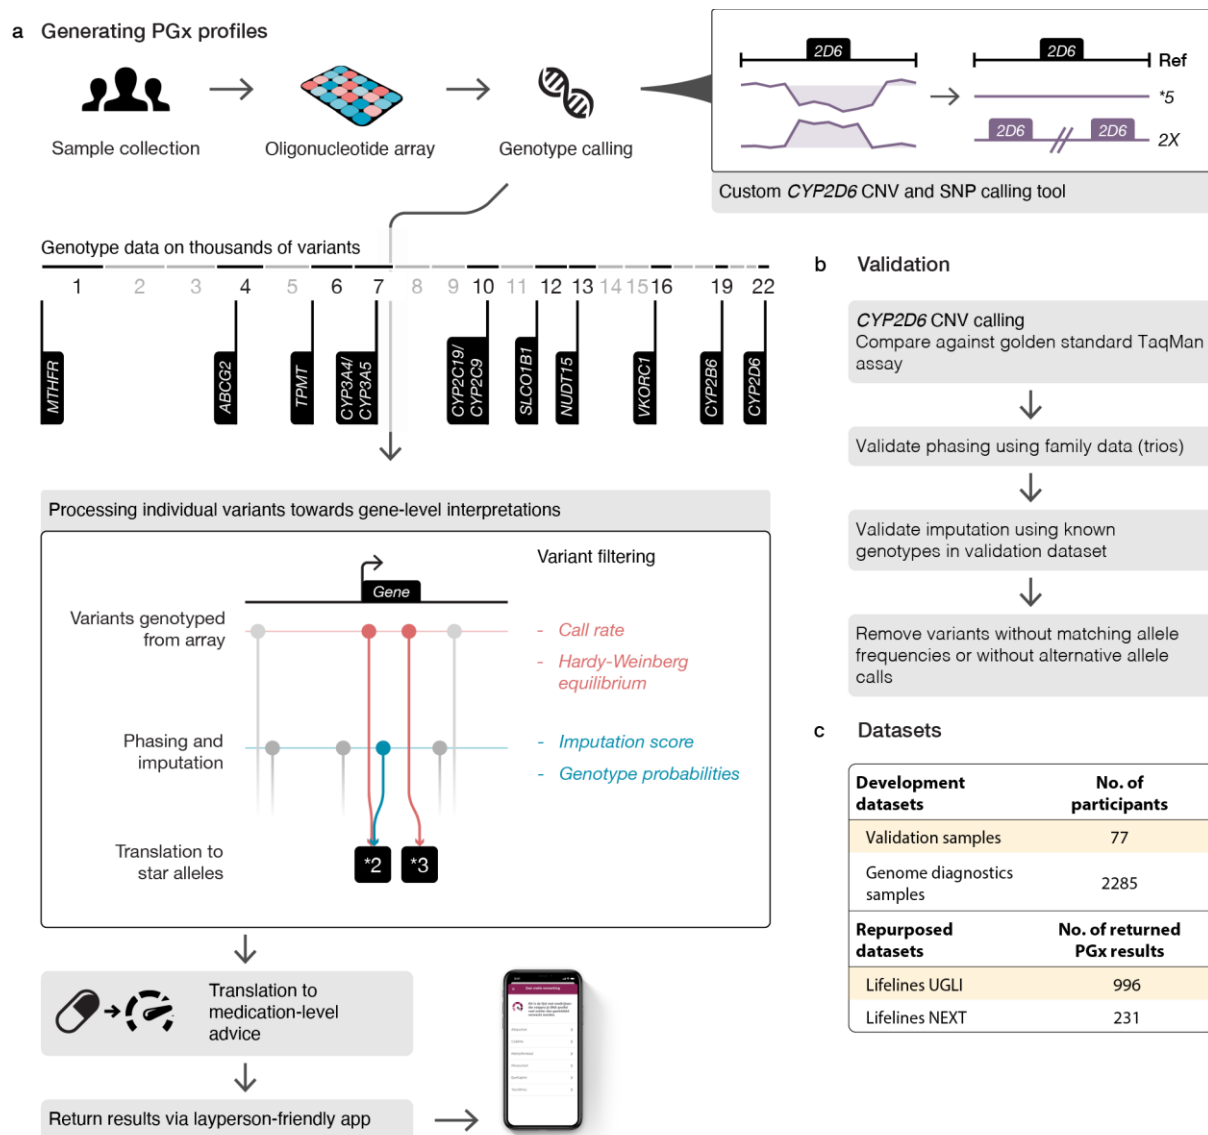 a Generating PGx profiles
Sample collection
Oligonucleotide array
Genotype calling
2D6
2D6
Ref
*5
2D6
2D6
2X
Custom CYP2D6 CNV and SNP calling tool
Genotype data on thousands of variants
1 2 3 4 5 6 7 8 9 10 11 12 13 14 15 16 19 22
MTHFR
ABCG2
TPMT
CYP3A4/
CYP3A5
CYP2C19/
CYP2C9
SLCO1B1
NUDT15
VKORC1
CYP2B6
CYP2D6
Processing individual variants towards gene-level interpretations
Variant filtering
Gene
Variants genotyped
from array
- Call rate
- Hardy-Weinberg
equilibrium
Phasing and
imputation
- Imputation score
- Genotype probabilities
Translation to
star alleles
*2
*3
Translation to
medication-level
advice
Return results via layperson-friendly app
b Validation
CYP2D6 CNV calling
Compare against golden standard TaqMan
assay
Validate phasing using family data (trios)
Validate imputation using known
genotypes in validation dataset
Remove variants without matching allele
frequencies or without alternative allele
calls
c Datasets
Development
datasets
No. of
participants
Validation samples 77
Genome diagnostics
samples
2285
Repurposed
datasets
No. of returned
PGx results
Lifelines UGLI 996
Lifelines NEXT 231